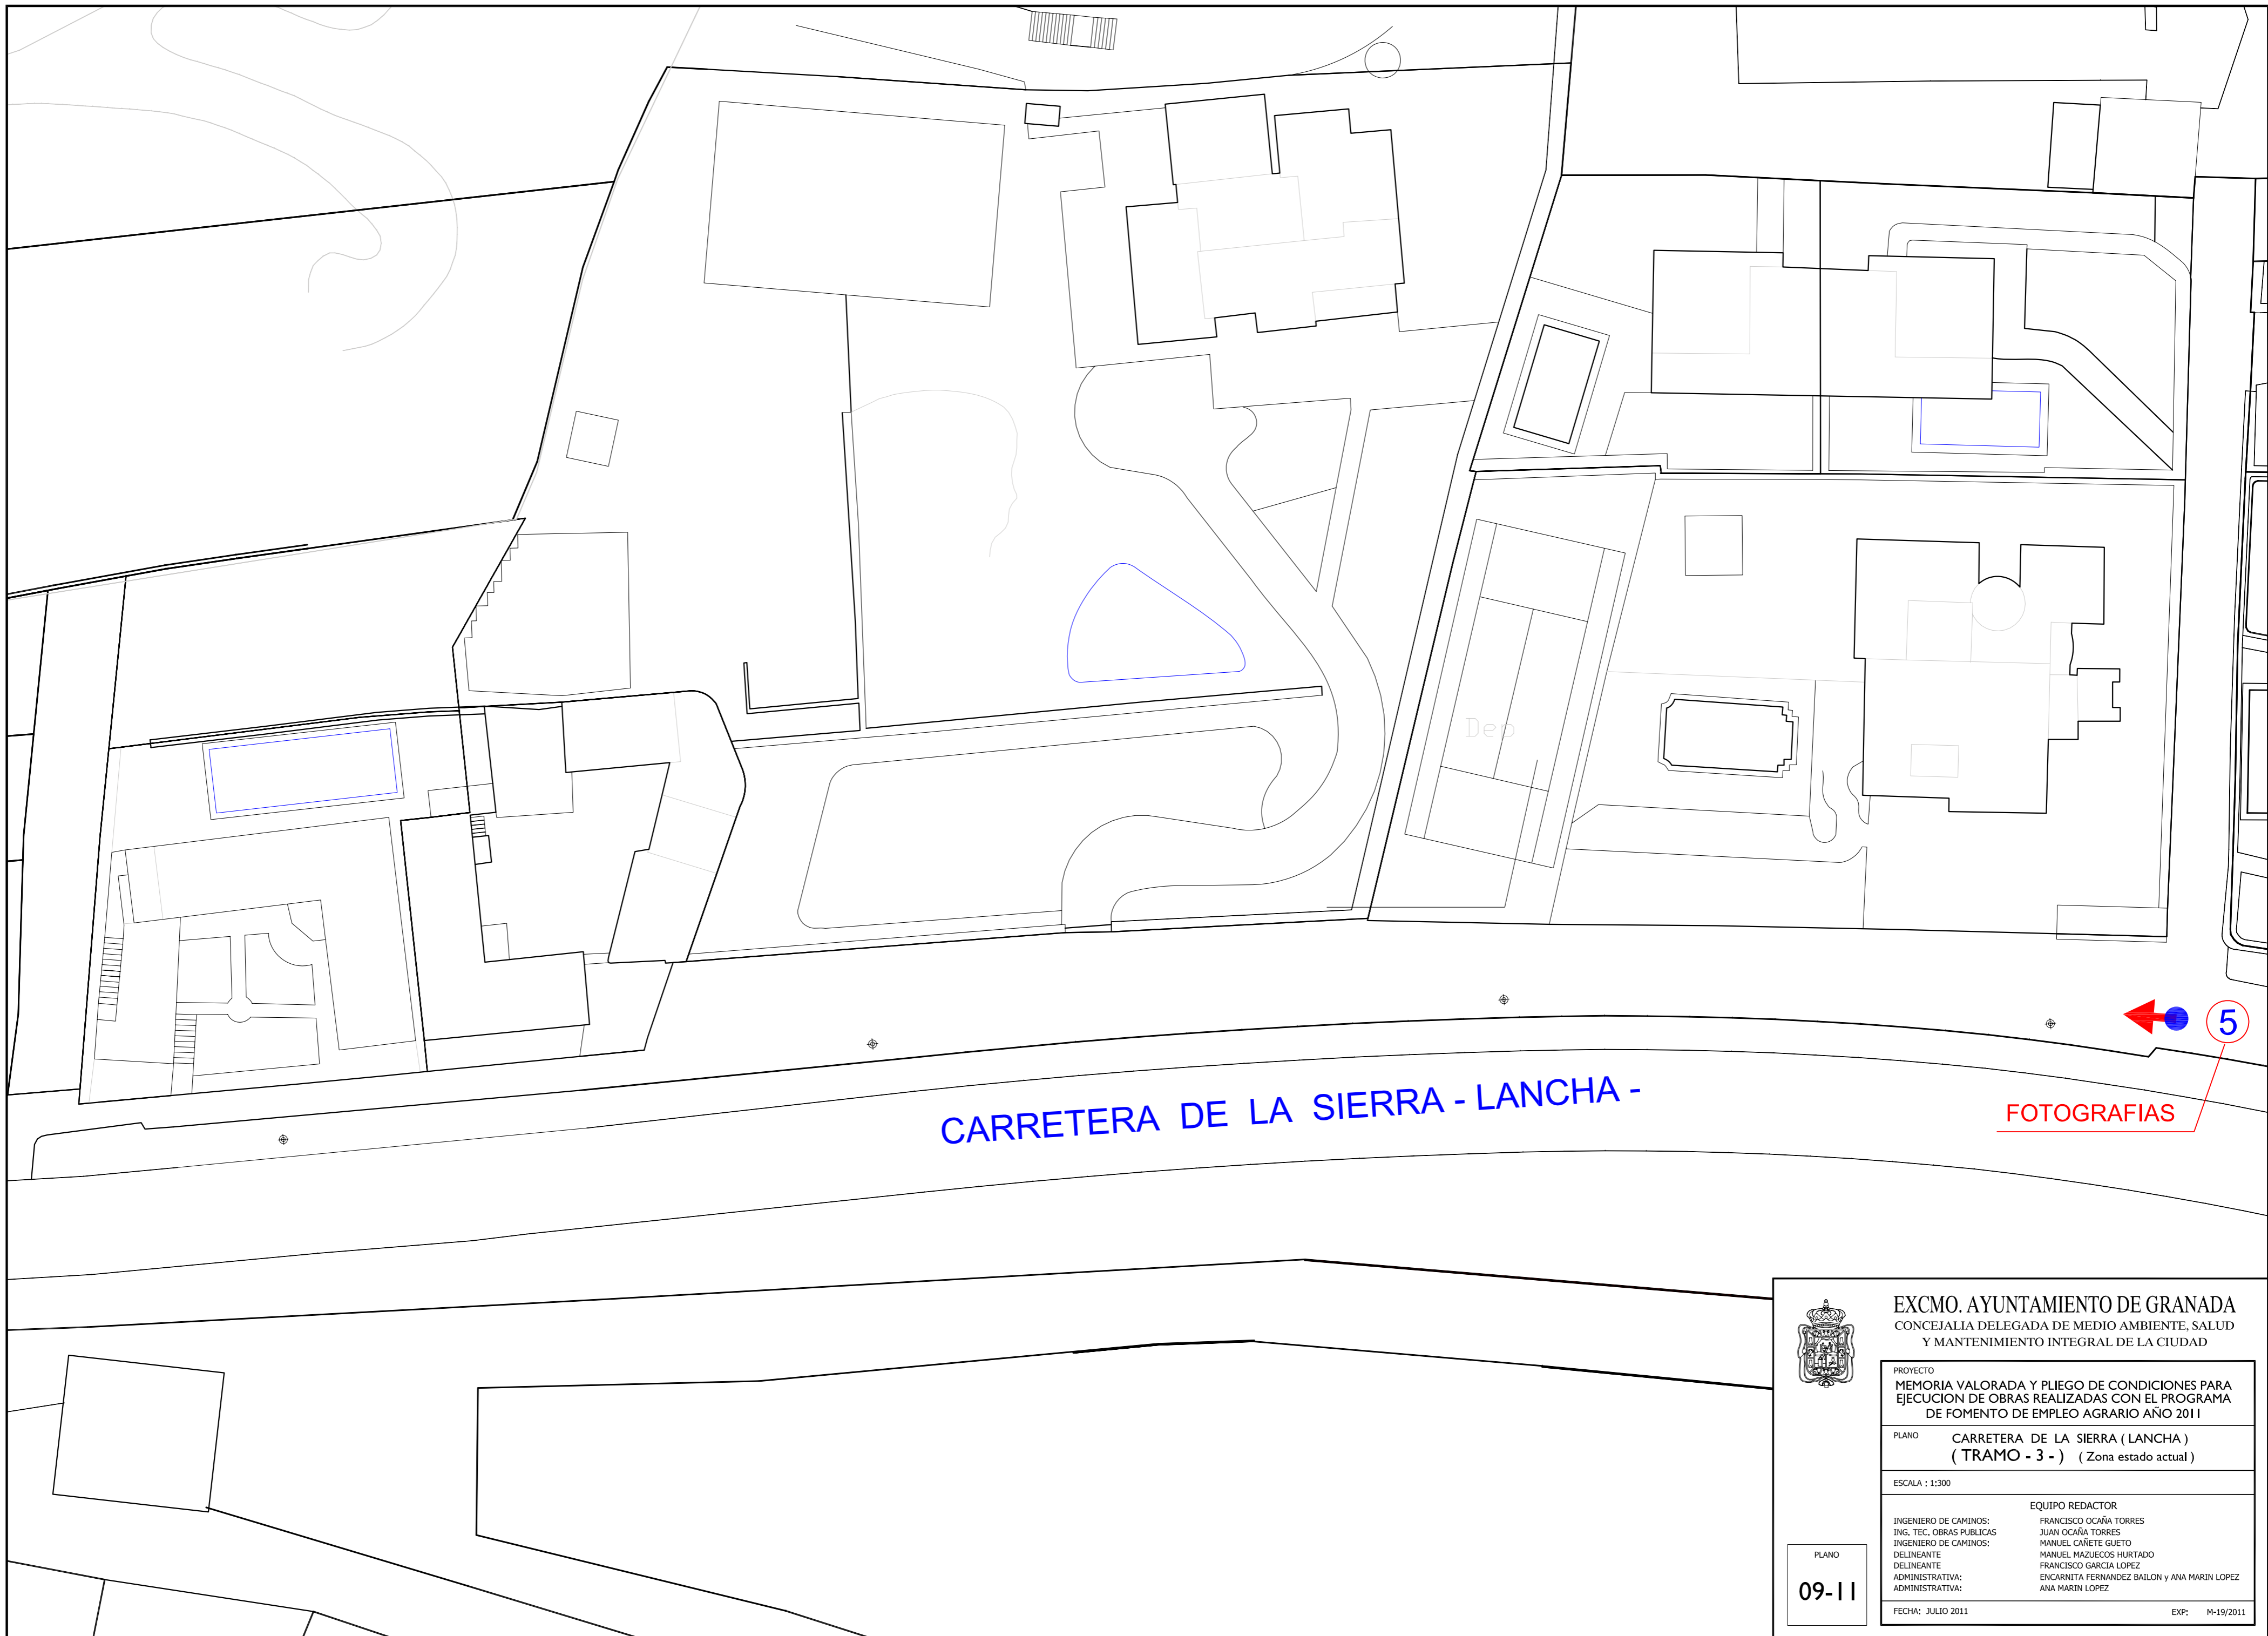 Dep
5
CARRETERA DE LA SIERRA - LANCHA -
FOTOGRAFIAS
EXCMO. AYUNTAMIENTO DE GRANADA
CONCEJALIA DELEGADA DE MEDIO AMBIENTE, SALUD
Y MANTENIMIENTO INTEGRAL DE LA CIUDAD
PROYECTO
MEMORIA VALORADA Y PLIEGO DE CONDICIONES PARA
EJECUCION DE OBRAS REALIZADAS CON EL PROGRAMA
DE FOMENTO DE EMPLEO AGRARIO AÑO 2011
PLANO CARRETERA DE LA SIERRA ( LANCHA )
( TRAMO - 3 - ) ( Zona estado actual )
ESCALA : 1:300
EQUIPO REDACTOR
INGENIERO DE CAMINOS: FRANCISCO OCAÑA TORRES
ING. TEC. OBRAS PUBLICAS JUAN OCAÑA TORRES
INGENIERO DE CAMINOS: MANUEL CAÑETE GUETO
DELINEANTE MANUEL MAZUECOS HURTADO
DELINEANTE FRANCISCO GARCIA LOPEZ
ADMINISTRATIVA: ENCARNITA FERNANDEZ BAILON y ANA MARIN LOPEZ
ADMINISTRATIVA: ANA MARIN LOPEZ
FECHA: JULIO 2011 EXP: M-19/2011
PLANO
09-11